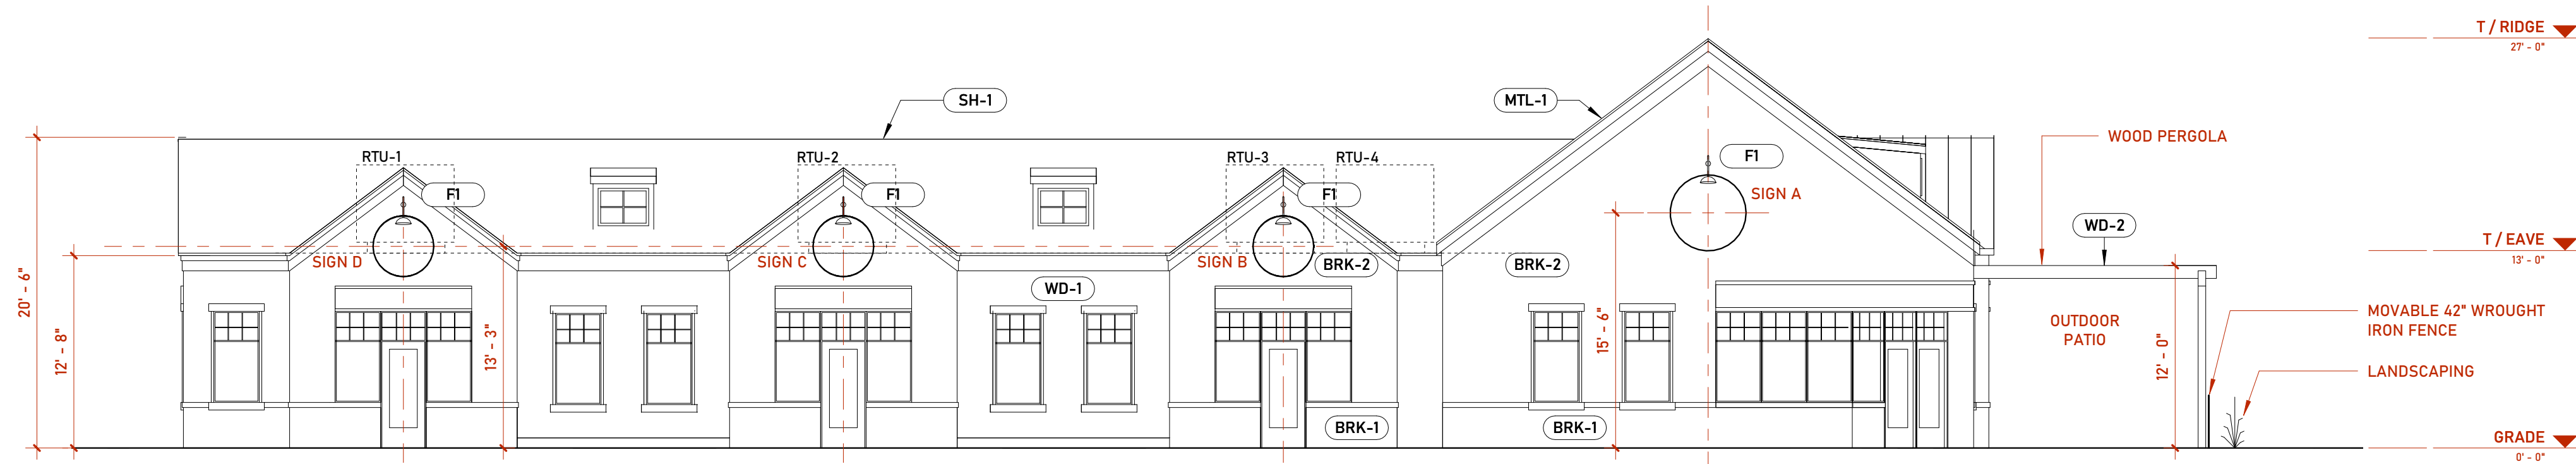 T / RIDGE
27' - 0"
SH-1
MTL-1
WOOD PERGOLA
RTU-1
RTU-2
RTU-3
RTU-4
F1
F1
F1
F1
SIGN A
WD-2
T / EAVE
13' - 0"
SIGN D
SIGN C
SIGN B
BRK-2
BRK-2
20' - 6"
WD-1
12' - 8"
13' - 3"
15' - 6"
OUTDOOR
PATIO
12' - 0"
MOVABLE 42" WROUGHT
IRON FENCE
LANDSCAPING
BRK-1
BRK-1
GRADE
0' - 0"